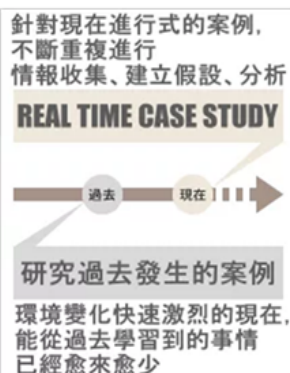 針對現在進行式的案例,
不斷重複進行
情報收集、建立假設、分析
REAL TIME CASE STUDY
過去
現在
研究過去發生的案例
環境變化快速激烈的現在,
能從過去學習到的事情
已經愈來愈少